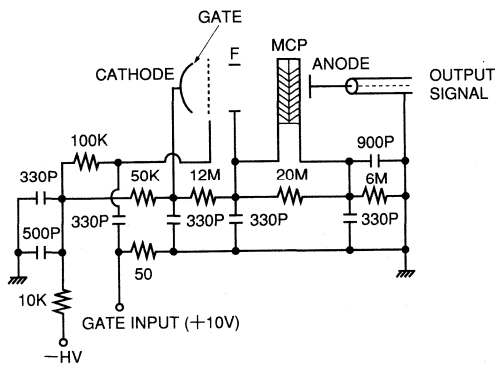 GATE
F
MCP
CATHODE
ANODE
OUTPUT
SIGNAL
100K
900P
330P
50K
12M
20M
6M
500P
330P
330P
330P
330P
10K
50
GATE INPUT (+10V)
−HV